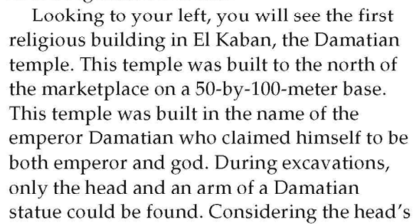 Looking to your left, you will see the first
religious building in El Kaban, the Damatian
temple. This temple was built to the north of
the marketplace on a 50-by-100-meter base.
This temple was built in the name of the
emperor Damatian who claimed himself to be
both emperor and god. During excavations,
only the head and an arm of a Damatian
statue could be found. Considering the head's